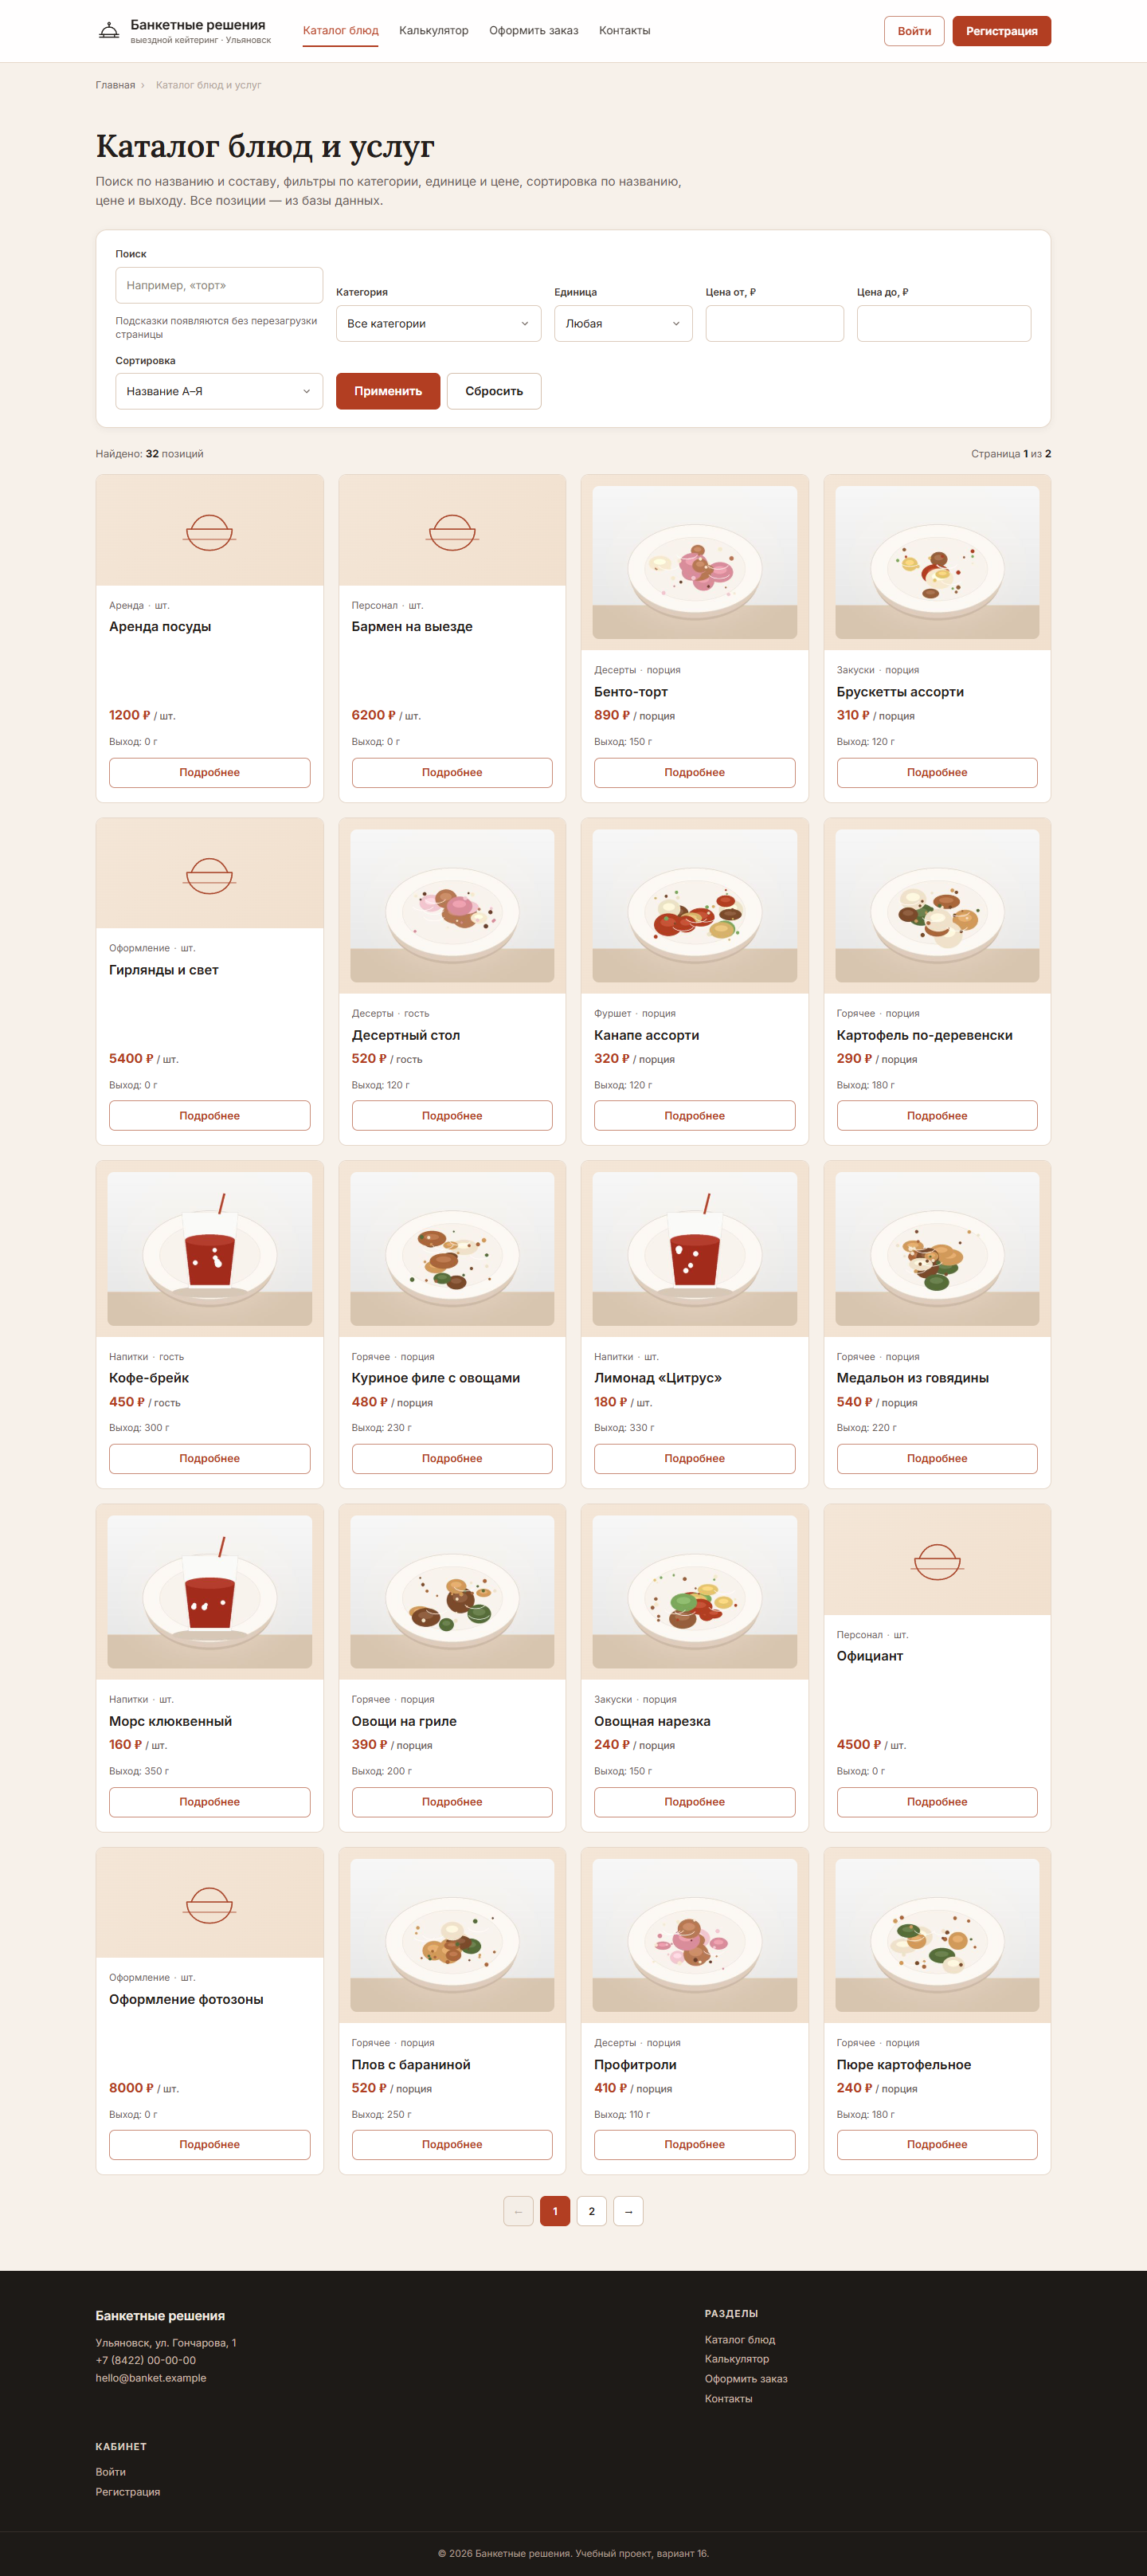 Банкетные решения
выездной кейтеринг · Ульяновск
Каталог блюд
Калькулятор
Оформить заказ
Контакты
Войти
Регистрация
Главная › Каталог блюд и услуг
Каталог блюд и услуг
Поиск по названию и составу, фильтры по категории, единице и цене, сортировка по названию,
цене и выходу. Все позиции — из базы данных.
Поиск
Например, «торт»
Подсказки появляются без перезагрузки
страницы
Категория
Все категории
Единица
Любая
Цена от, ₽
Цена до, ₽
Сортировка
Название А–Я
Применить
Сбросить
Найдено: 32 позиций
Страница 1 из 2
Аренда · шт.
Аренда посуды
1200 ₽ / шт.
Выход: 0 г
Подробнее
Персонал · шт.
Бармен на выезде
6200 ₽ / шт.
Выход: 0 г
Подробнее
Десерты · порция
Бенто-торт
890 ₽ / порция
Выход: 150 г
Подробнее
Закуски · порция
Брускетты ассорти
310 ₽ / порция
Выход: 120 г
Подробнее
Оформление · шт.
Гирлянды и свет
5400 ₽ / шт.
Выход: 0 г
Подробнее
Десерты · гость
Десертный стол
520 ₽ / гость
Выход: 120 г
Подробнее
Фуршет · порция
Канапе ассорти
320 ₽ / порция
Выход: 120 г
Подробнее
Горячее · порция
Картофель по-деревенски
290 ₽ / порция
Выход: 180 г
Подробнее
Напитки · гость
Кофе-брейк
450 ₽ / гость
Выход: 300 г
Подробнее
Горячее · порция
Куриное филе с овощами
480 ₽ / порция
Выход: 230 г
Подробнее
Напитки · шт.
Лимонад «Цитрус»
180 ₽ / шт.
Выход: 330 г
Подробнее
Горячее · порция
Медальон из говядины
540 ₽ / порция
Выход: 220 г
Подробнее
Напитки · шт.
Морс клюквенный
160 ₽ / шт.
Выход: 350 г
Подробнее
Горячее · порция
Овощи на гриле
390 ₽ / порция
Выход: 200 г
Подробнее
Закуски · порция
Овощная нарезка
240 ₽ / порция
Выход: 150 г
Подробнее
Персонал · шт.
Официант
4500 ₽ / шт.
Выход: 0 г
Подробнее
Оформление · шт.
Оформление фотозоны
8000 ₽ / шт.
Выход: 0 г
Подробнее
Горячее · порция
Плов с бараниной
520 ₽ / порция
Выход: 250 г
Подробнее
Десерты · порция
Профитроли
410 ₽ / порция
Выход: 110 г
Подробнее
Горячее · порция
Пюре картофельное
240 ₽ / порция
Выход: 180 г
Подробнее
← 1 2 →
Банкетные решения
Ульяновск, ул. Гончарова, 1
+7 (8422) 00-00-00
hello@banket.example
РАЗДЕЛЫ
Каталог блюд
Калькулятор
Оформить заказ
Контакты
КАБИНЕТ
Войти
Регистрация
© 2026 Банкетные решения. Учебный проект, вариант 16.